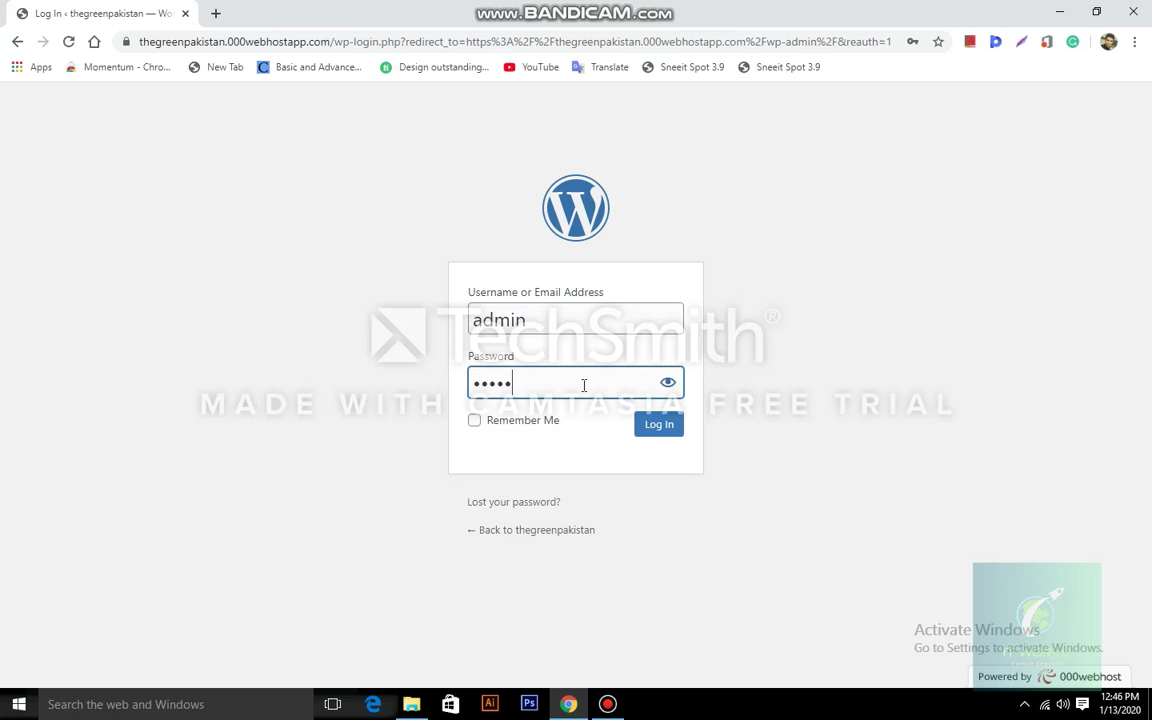 www.BANDICAM.com
Log In ‹ thegreenpakistan — Wo
thegreenpakistan.000webhostapp.com/wp-login.php?redirect_to=https%3A%2F%2Fthegreenpakistan.000webhostapp.com%2Fwp-admin%2F&reauth=1
Apps Momentum - Chro... New Tab Basic and Advance... Design outstanding... YouTube Translate Sneeit Spot 3.9 Sneeit Spot 3.9
Username or Email Address
admin
Password
TechSmith®
MADE WITH CAMTASIA FREE TRIAL
Remember Me Log In
Lost your password?
← Back to thegreenpakistan
Activate Windows
Go to Settings to activate Windows.
Powered by 000webhost
Search the web and Windows
12:46 PM
1/13/2020